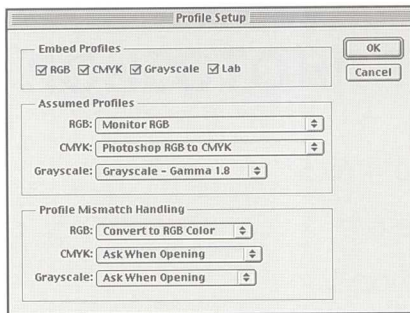 Profile Setup
Embed Profiles
RGB CMYK Grayscale Lab
OK
Cancel
Assumed Profiles
RGB: Monitor RGB
CMYK: Photoshop RGB to CMYK
Grayscale: Grayscale - Gamma 1.8
Profile Mismatch Handling
RGB: Convert to RGB Color
CMYK: Ask When Opening
Grayscale: Ask When Opening